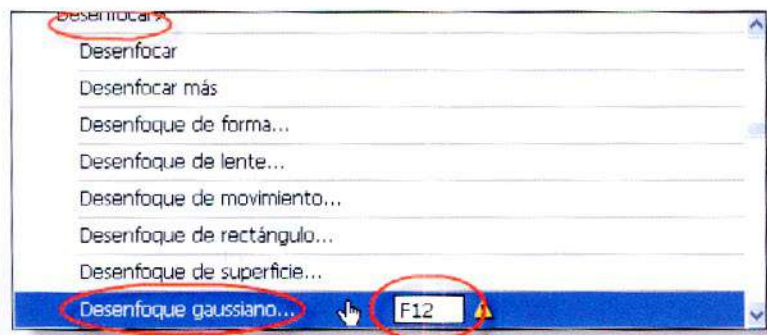 Desenfocar>
Desenfocar
Desenfocar más
Desenfoque de forma...
Desenfoque de lente...
Desenfoque de movimiento...
Desenfoque de rectángulo...
Desenfoque de superficie...
Desenfoque gaussiano... F12